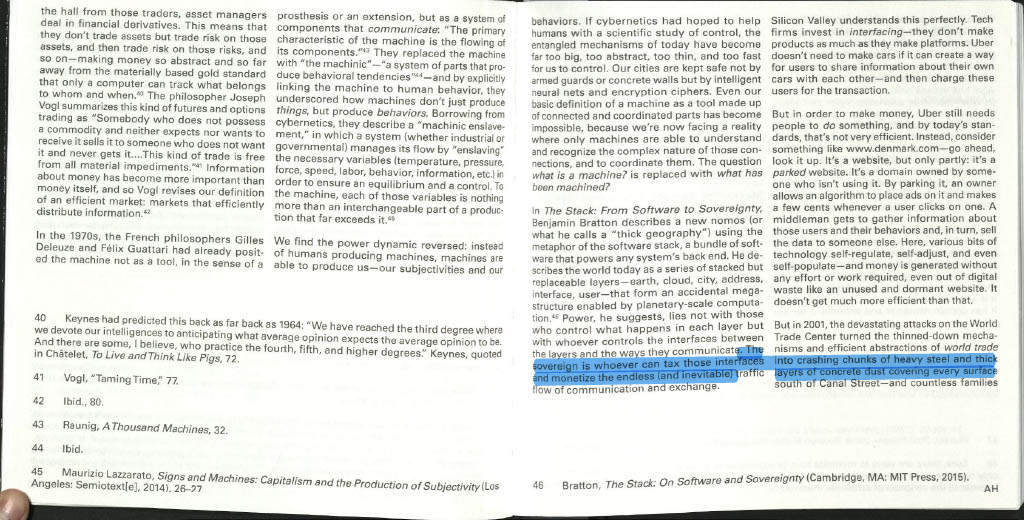 the hall from those traders, asset managers
deal in financial derivatives. This means that
they don't trade assets but trade risk on those
assets, and then trade risk on those risks, and
so on—making money so abstract and so far
away from the materially based gold standard
that only a computer can track what belongs
to whom and when.⁴⁰ The philosopher Joseph
Vogl summarizes this kind of futures and options
trading as "Somebody who does not possess
a commodity and neither expects nor wants to
receive it sells it to someone who does not want
it and never gets it....This kind of trade is free
from all material impediments."⁴¹ Information
about money has become more important than
money itself, and so Vogl revises our definition
of an efficient market: markets that efficiently
distribute information.⁴²
In the 1970s, the French philosophers Gilles
Deleuze and Félix Guattari had already posit-
ed the machine not as a tool, in the sense of a
prosthesis or an extension, but as a system of
components that communicate: "The primary
characteristic of the machine is the flowing of
its components."⁴³ They replaced the machine
with "the machinic"—"a system of parts that pro-
duce behavioral tendencies"⁴⁴—and by explicitly
linking the machine to human behavior, they
underscored how machines don't just produce
things, but produce behaviors. Borrowing from
cybernetics, they describe a "machinic enslave-
ment," in which a system (whether industrial or
governmental) manages its flow by "enslaving"
the necessary variables (temperature, pressure,
force, speed, labor, behavior, information, etc.) in
order to ensure an equilibrium and a control. To
the machine, each of those variables is nothing
more than an interchangeable part of a produc-
tion that far exceeds it.⁴⁵
We find the power dynamic reversed: instead
of humans producing machines, machines are
able to produce us—our subjectivities and our
40 Keynes had predicted this back as far back as 1964: "We have reached the third degree where
we devote our intelligences to anticipating what average opinion expects the average opinion to be.
And there are some, I believe, who practice the fourth, fifth, and higher degrees." Keynes, quoted
in Châtelet, To Live and Think Like Pigs, 72.
41 Vogl, "Taming Time," 77.
42 Ibid., 80.
43 Raunig, A Thousand Machines, 32.
44 Ibid.
45 Maurizio Lazzarato, Signs and Machines: Capitalism and the Production of Subjectivity (Los
Angeles: Semiotext[e], 2014), 26–27.
behaviors. If cybernetics had hoped to help
humans with a scientific study of control, the
entangled mechanisms of today have become
far too big, too abstract, too thin, and too fast
for us to control. Our cities are kept safe not by
armed guards or concrete walls but by intelligent
neural nets and encryption ciphers. Even our
basic definition of a machine as a tool made up
of connected and coordinated parts has become
impossible, because we're now facing a reality
where only machines are able to understand
and recognize the complex nature of those con-
nections, and to coordinate them. The question
what is a machine? is replaced with what has
been machined?
In The Stack: From Software to Sovereignty,
Benjamin Bratton describes a new nomos (or
what he calls a "thick geography") using the
metaphor of the software stack, a bundle of soft-
ware that powers any system's back end. He de-
scribes the world today as a series of stacked but
replaceable layers—earth, cloud, city, address,
interface, user—that form an accidental mega-
structure enabled by planetary-scale computa-
tion.⁴⁶ Power, he suggests, lies not with those
who control what happens in each layer but
with whoever controls the interfaces between
the layers and the ways they communicate. The
sovereign is whoever can tax those interfaces
and monetize the endless (and inevitable) traffic
flow of communication and exchange.
Silicon Valley understands this perfectly. Tech
firms invest in interfacing—they don't make
products as much as they make platforms. Uber
doesn't need to make cars if it can create a way
for users to share information about their own
cars with each other—and then charge these
users for the transaction.
But in order to make money, Uber still needs
people to do something, and by today's stan-
dards, that's not very efficient. Instead, consider
something like www.denmark.com—go ahead,
look it up. It's a website, but only partly: it's a
parked website. It's a domain owned by some-
one who isn't using it. By parking it, an owner
allows an algorithm to place ads on it and makes
a few cents whenever a user clicks on one. A
middleman gets to gather information about
those users and their behaviors and, in turn, sell
the data to someone else. Here, various bits of
technology self-regulate, self-adjust, and even
self-populate—and money is generated without
any effort or work required, even out of digital
waste like an unused and dormant website. It
doesn't get much more efficient than that.
But in 2001, the devastating attacks on the World
Trade Center turned the thinned-down mecha-
nisms and efficient abstractions of world trade
into crashing chunks of heavy steel and thick
layers of concrete dust covering every surface
south of Canal Street—and countless families
46 Bratton, The Stack: On Software and Sovereignty (Cambridge, MA: MIT Press, 2015).
AH